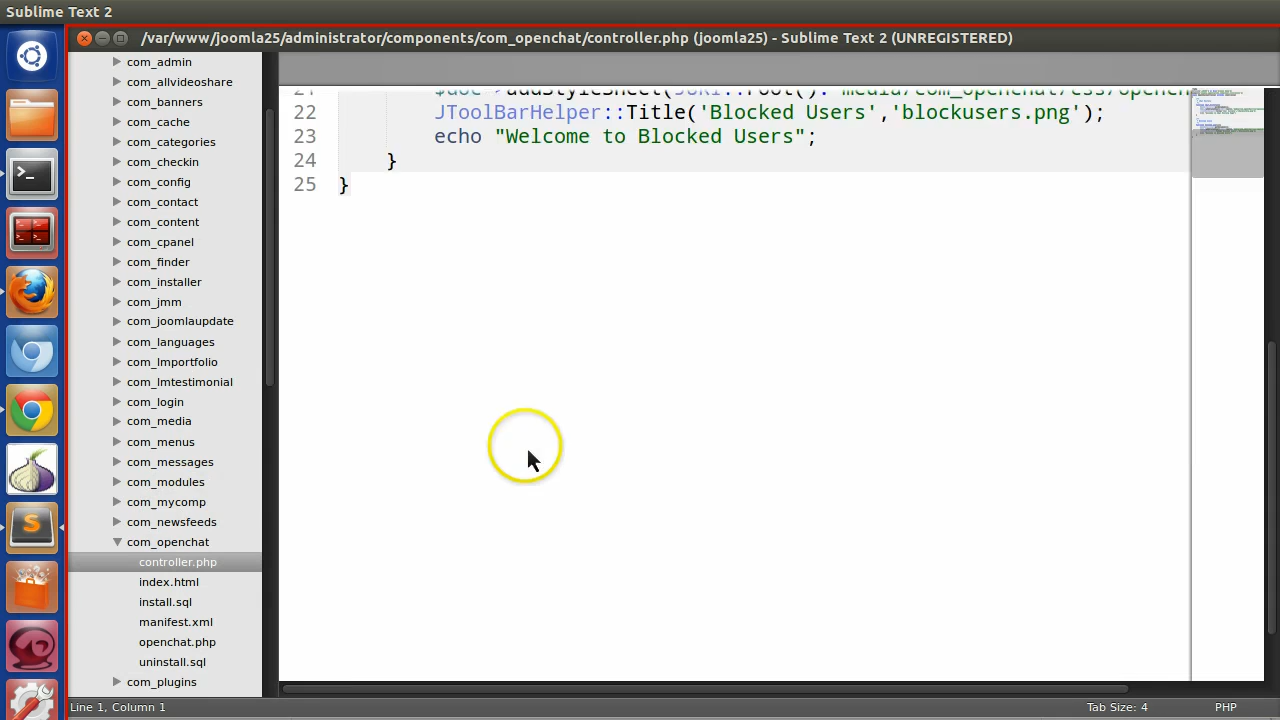 Sublime Text 2
/var/www/joomla25/administrator/components/com_openchat/controller.php (joomla25) - Sublime Text 2 (UNREGISTERED)
com_admin
com_allvideoshare
com_banners
com_cache
com_categories
com_checkin
com_config
com_contact
com_content
com_cpanel
com_finder
com_installer
com_jmm
com_joomlaupdate
com_languages
com_lmportfolio
com_lmtestimonial
com_login
com_media
com_menus
com_messages
com_modules
com_mycomp
com_newsfeeds
com_openchat
controller.php
index.html
install.sql
manifest.xml
openchat.php
uninstall.sql
com_plugins
22 JToolBarHelper::Title('Blocked Users','blockusers.png');
23 echo "Welcome to Blocked Users";
24 }
25 }
Line 1, Column 1
Tab Size: 4
PHP